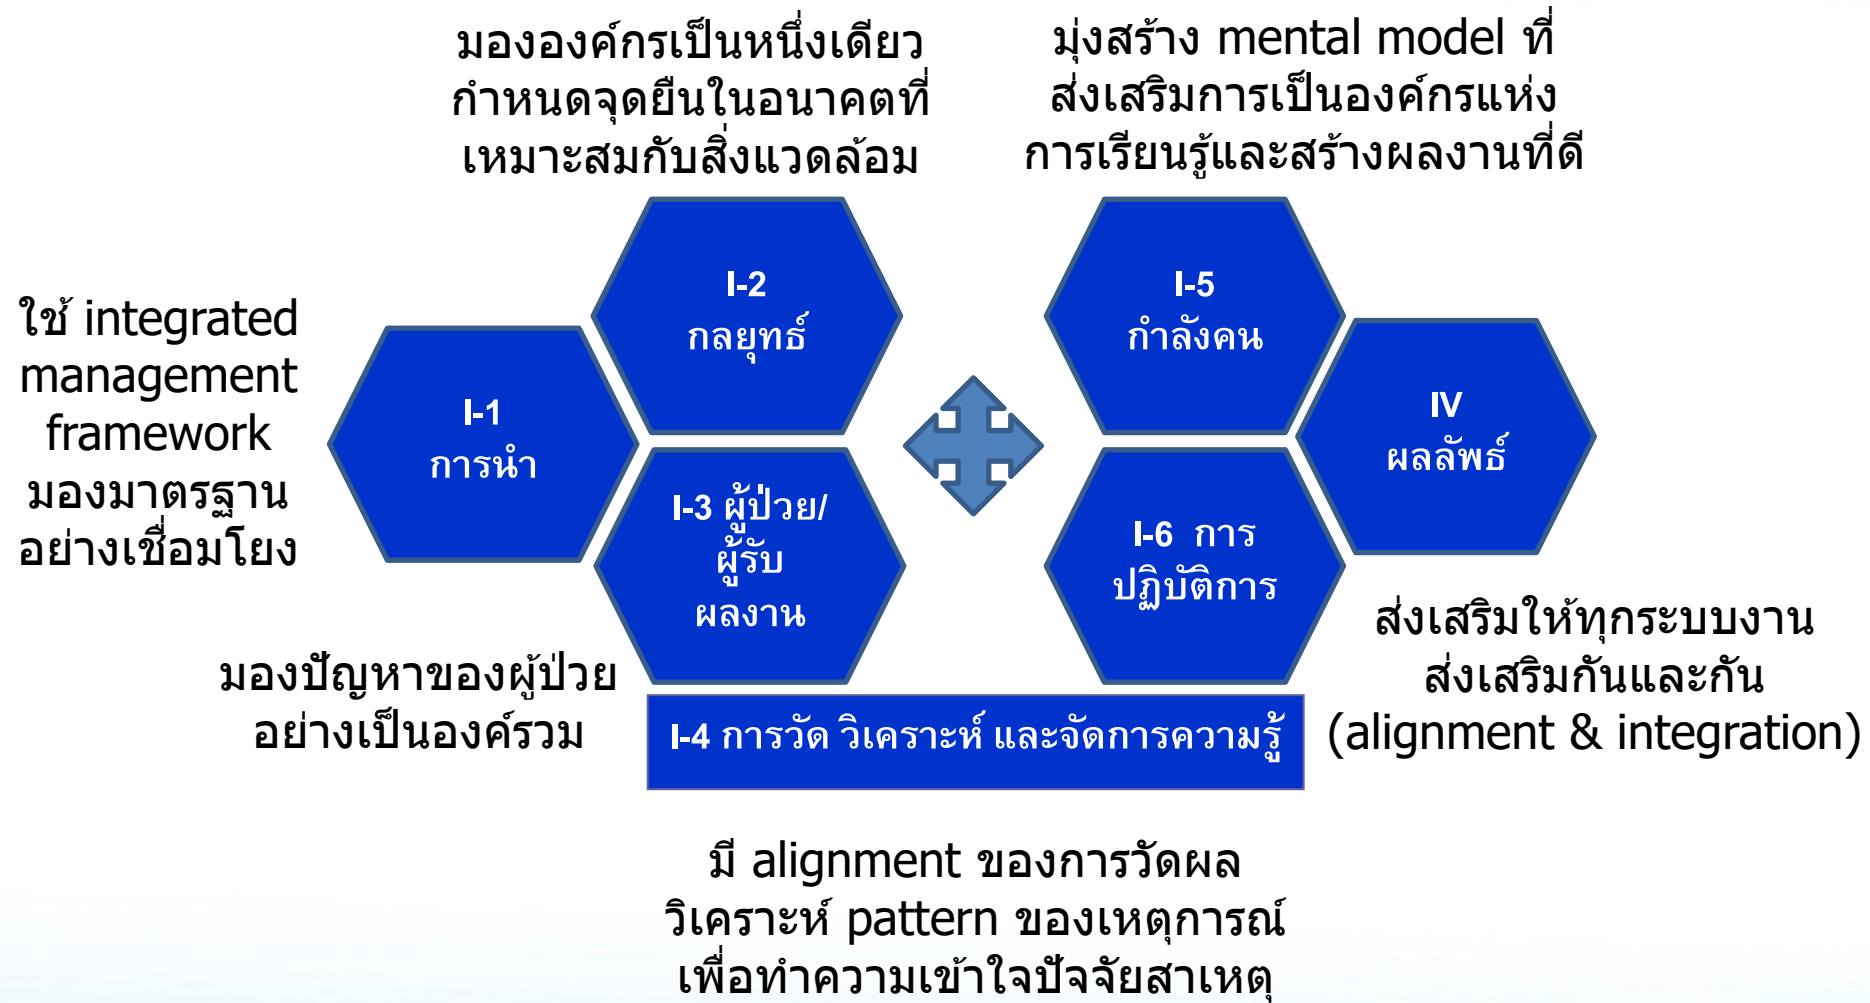 มององค์กรเป็นหนึ่งเดียว
กำหนดจุดยืนในอนาคตที่
เหมาะสมกับสิ่งแวดล้อม
มุ่งสร้าง mental model ที่
ส่งเสริมการเป็นองค์กรแห่ง
การเรียนรู้และสร้างผลงานที่ดี
ใช้ integrated
management
framework
มองมาตรฐาน
อย่างเชื่อมโยง
I-1
การนำ
I-2
กลยุทธ์
I-3 ผู้ป่วย/
ผู้รับ
ผลงาน
I-5
กำลังคน
I-6 การ
ปฏิบัติการ
IV
ผลลัพธ์
มองปัญหาของผู้ป่วย
อย่างเป็นองค์รวม
I-4 การวัด วิเคราะห์ และจัดการความรู้
ส่งเสริมให้ทุกระบบงาน
ส่งเสริมกันและกัน
(alignment & integration)
มี alignment ของการวัดผล
วิเคราะห์ pattern ของเหตุการณ์
เพื่อทำความเข้าใจปัจจัยสาเหตุ